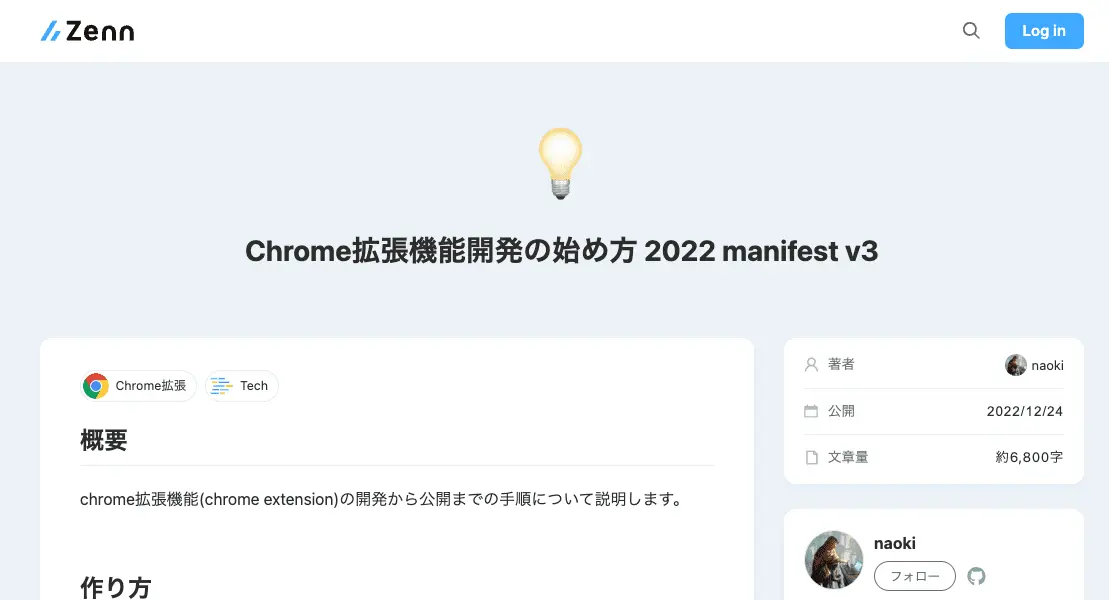 Zenn
Log in
Chrome拡張機能開発の始め方 2022 manifest v3
Chrome拡張
Tech
概要
chrome拡張機能(chrome extension)の開発から公開までの手順について説明します。
作り方
著者 naoki
公開 2022/12/24
文章量 約6,800字
naoki
フォロー